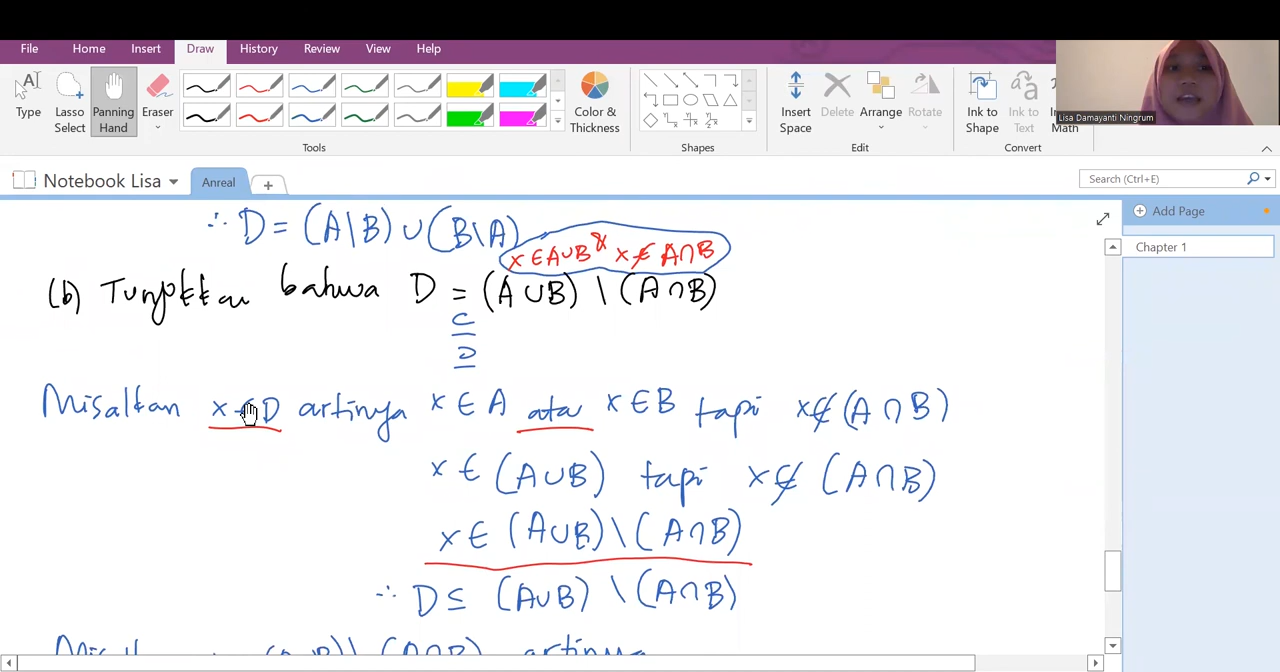 File Home Insert Draw History Review View Help
Type Lasso Select Panning Hand Eraser Color & Thickness Insert Space Delete Arrange Rotate Ink to Shape Ink to Text Math
Tools Shapes Edit Convert
Lisa Damayanti Ningrum
Notebook Lisa Anreal + Search (Ctrl+E)
Add Page
Chapter 1
∴ D = (A\B) ∪ (B\A)
x ∈ A∪B & x ∉ A∩B
(b) Tunjukkan bahwa D = (A∪B) \ (A∩B)
⊆
⊇
Misalkan x ∈ D artinya x ∈ A atau x ∈ B tapi x ∉ (A∩B)
x ∈ (A∪B) tapi x ∉ (A∩B)
x ∈ (A∪B) \ (A∩B)
∴ D ⊆ (A∪B) \ (A∩B)